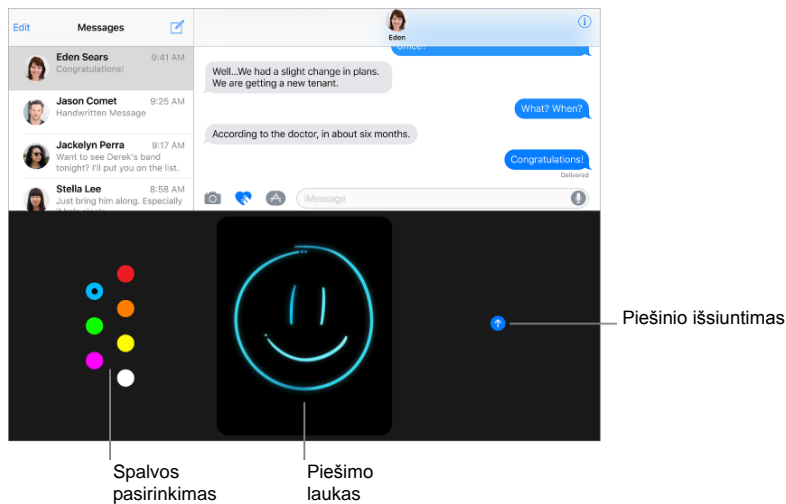 Edit
Messages
Eden
Eden Sears 9:41 AM
Congratulations!
office?
Well...We had a slight change in plans.
We are getting a new tenant.
Jason Comet 9:25 AM
Handwritten Message
What? When?
According to the doctor, in about six months.
Jackelyn Perra 9:17 AM
Want to see Derek's band
tonight? I'll put you on the list.
Congratulations!
Delivered
Stella Lee 8:58 AM
Just bring him along. Especially
iMessage
Piešinio išsiuntimas
Spalvos
pasirinkimas
Piešimo
laukas